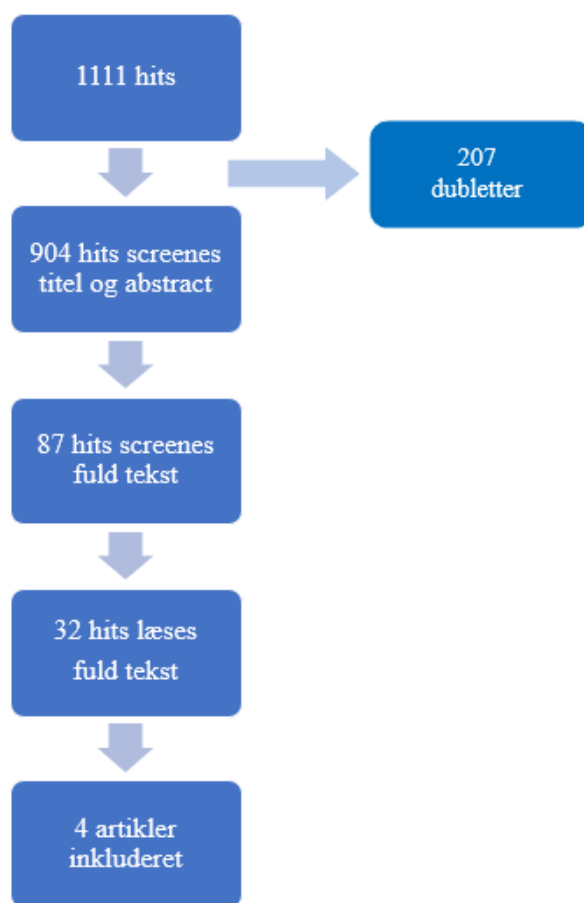 1111 hits
207
dubletter
904 hits screenes
titel og abstract
87 hits screenes
fuld tekst
32 hits læses
fuld tekst
4 artikler
inkluderet